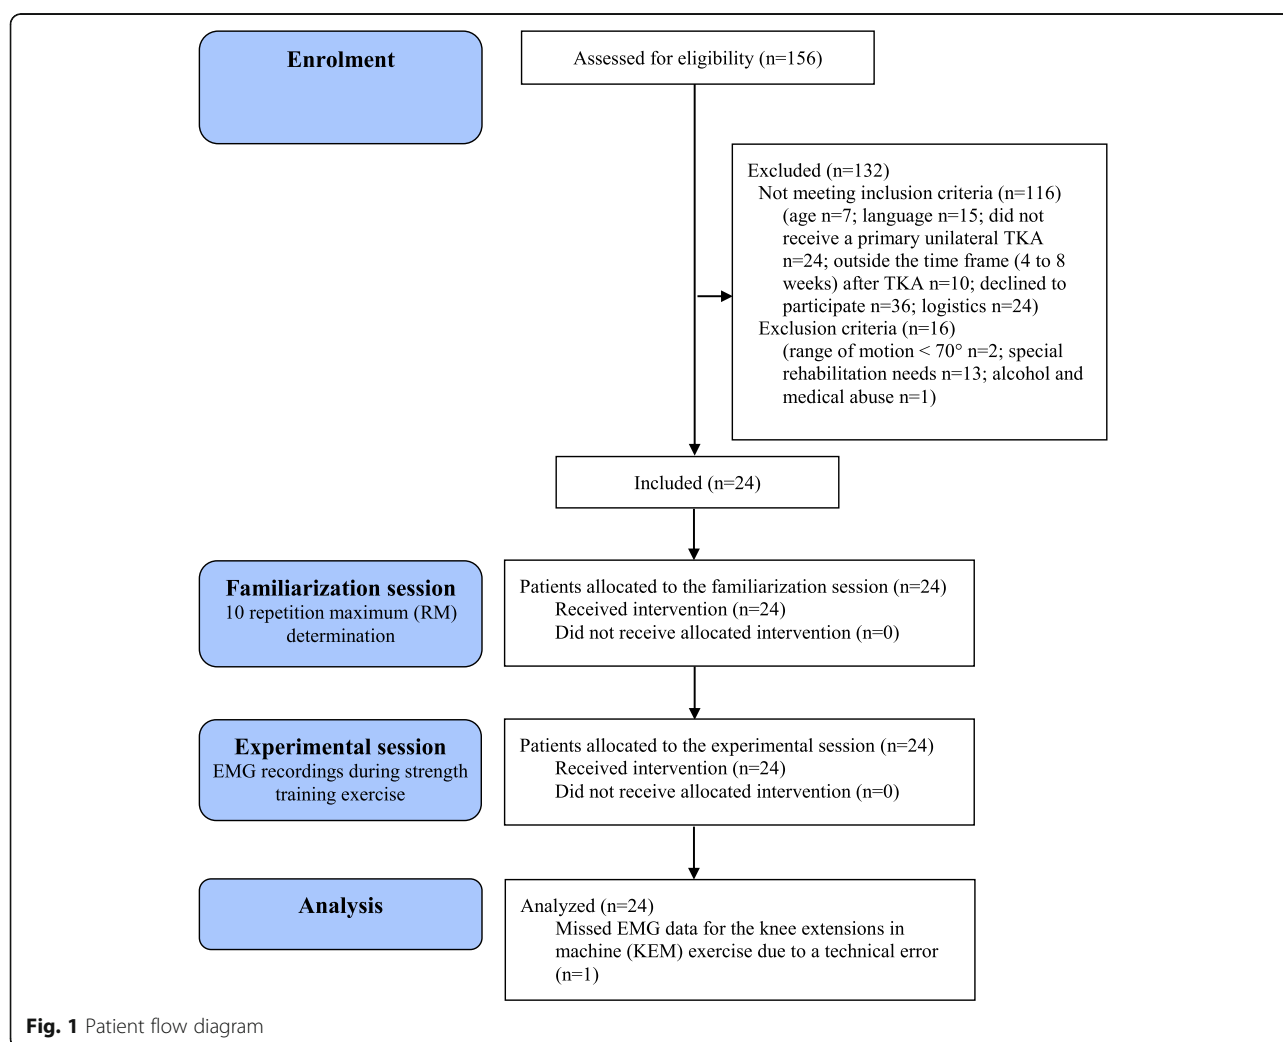 Enrolment
Assessed for eligibility (n=156)
Excluded (n=132)
Not meeting inclusion criteria (n=116)
(age n=7; language n=15; did not
receive a primary unilateral TKA
n=24; outside the time frame (4 to 8
weeks) after TKA n=10; declined to
participate n=36; logistics n=24)
Exclusion criteria (n=16)
(range of motion < 70° n=2; special
rehabilitation needs n=13; alcohol and
medical abuse n=1)
Included (n=24)
Familiarization session
10 repetition maximum (RM)
determination
Patients allocated to the familiarization session (n=24)
Received intervention (n=24)
Did not receive allocated intervention (n=0)
Experimental session
EMG recordings during strength
training exercise
Patients allocated to the experimental session (n=24)
Received intervention (n=24)
Did not receive allocated intervention (n=0)
Analysis
Analyzed (n=24)
Missed EMG data for the knee extensions in
machine (KEM) exercise due to a technical error
(n=1)
Fig. 1 Patient flow diagram